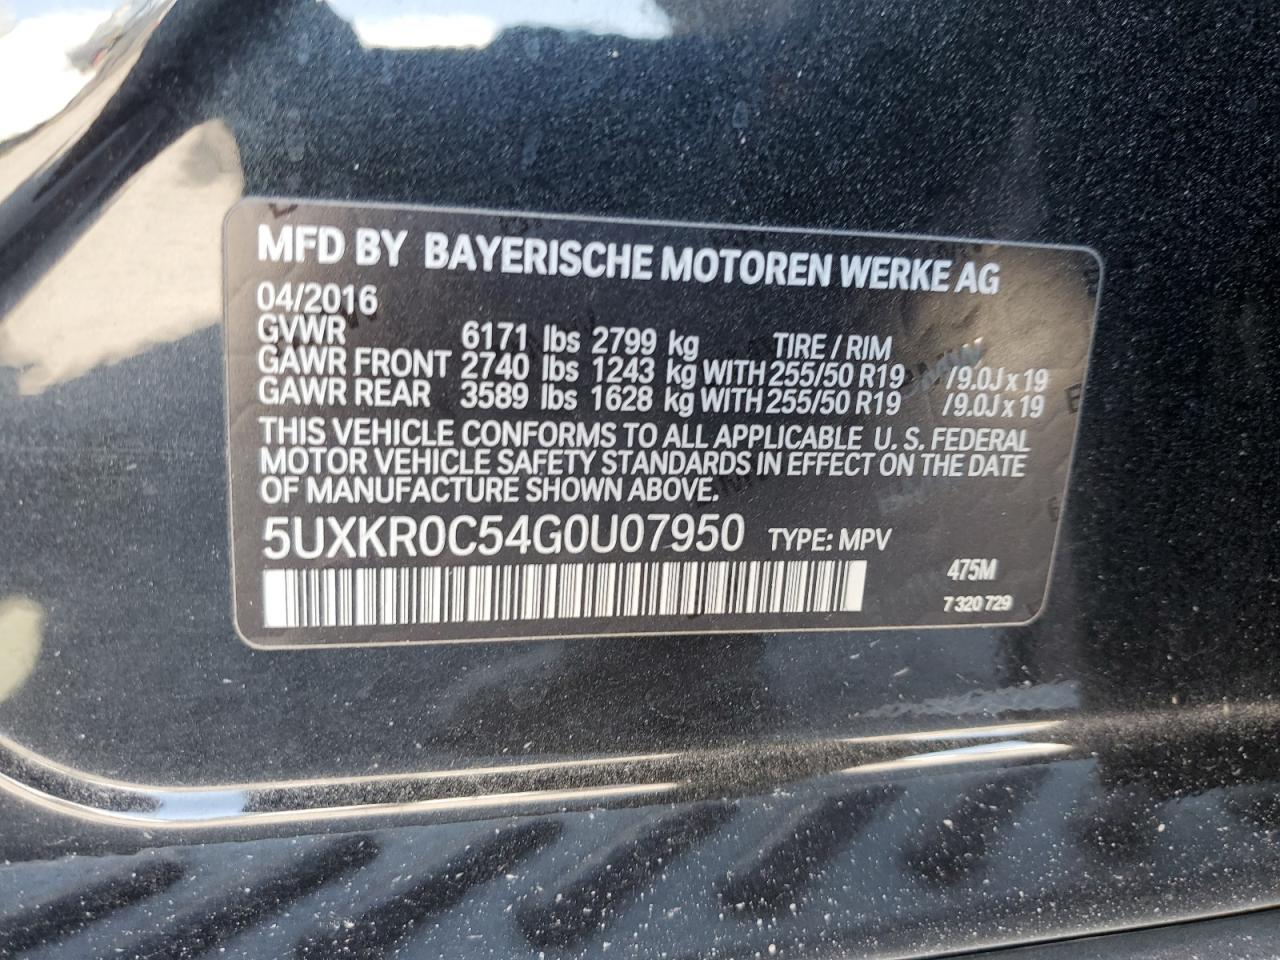 MFD BY BAYERISCHE MOTOREN WERKE AG
04/2016
GVWR 6171 lbs 2799 kg TIRE / RIM
GAWR FRONT 2740 lbs 1243 kg WITH 255/50 R19 /9.0J x 19
GAWR REAR 3589 lbs 1628 kg WITH 255/50 R19 /9.0J x 19
THIS VEHICLE CONFORMS TO ALL APPLICABLE U. S. FEDERAL
MOTOR VEHICLE SAFETY STANDARDS IN EFFECT ON THE DATE
OF MANUFACTURE SHOWN ABOVE.
5UXKR0C54G0U07950 TYPE: MPV
475M
7 320 729